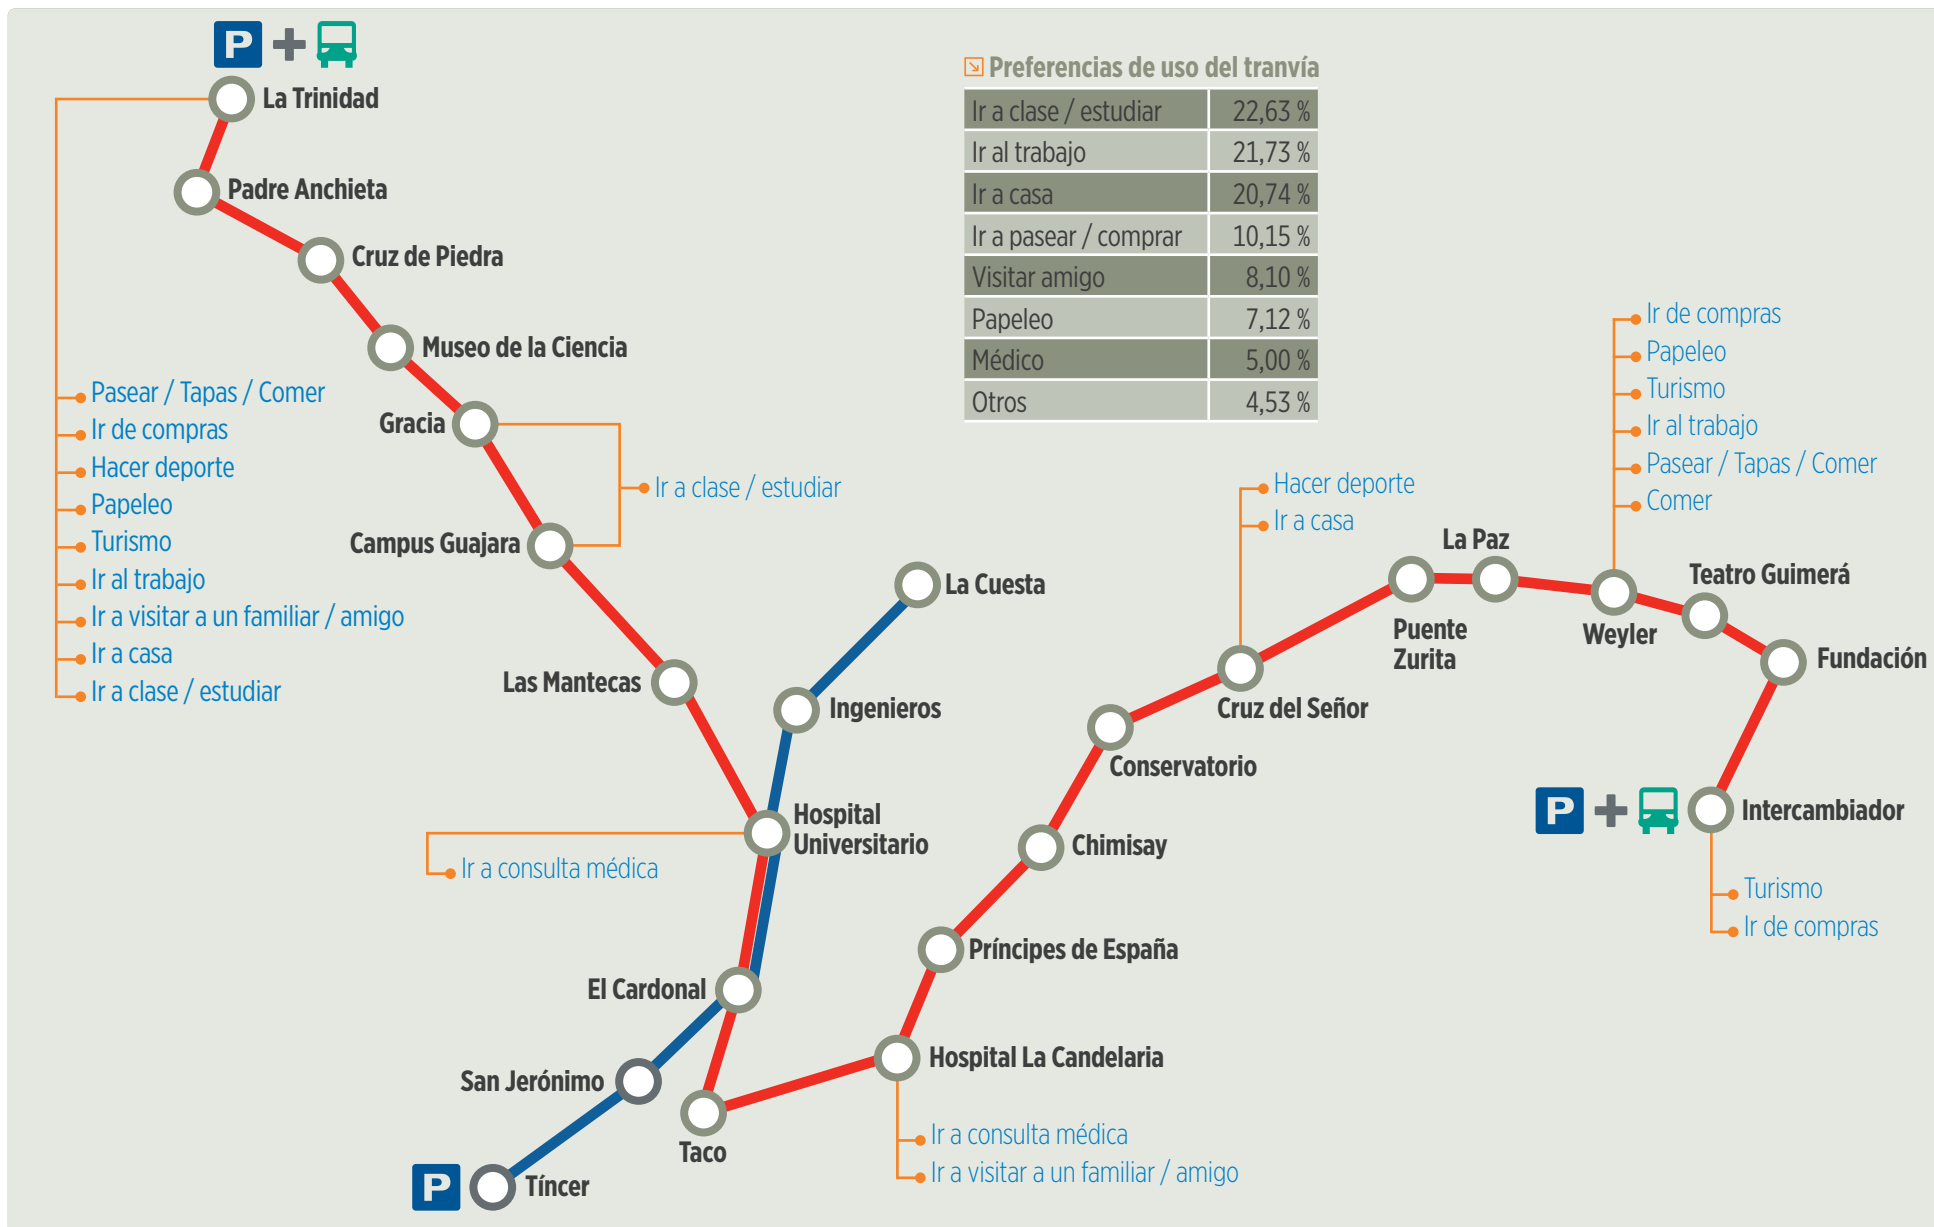 P
La Trinidad
Padre Anchieta
Cruz de Piedra
Museo de la Ciencia
Gracia
Campus Guajara
Las Mantecas
Pasear / Tapas / Comer
Ir de compras
Hacer deporte
Papeleo
Turismo
Ir al trabajo
Ir a visitar a un familiar / amigo
Ir a casa
Ir a clase / estudiar
Ir a clase / estudiar
Preferencias de uso del tranvía
Ir a clase / estudiar 22,63 %
Ir al trabajo 21,73 %
Ir a casa 20,74 %
Ir a pasear / comprar 10,15 %
Visitar amigo 8,10 %
Papeleo 7,12 %
Médico 5,00 %
Otros 4,53 %
La Cuesta
Ingenieros
Hospital
Universitario
Ir a consulta médica
El Cardonal
San Jerónimo
P
Tíncer
Taco
Hospital La Candelaria
Ir a consulta médica
Ir a visitar a un familiar / amigo
Príncipes de España
Chimisay
Conservatorio
Cruz del Señor
Hacer deporte
Ir a casa
Puente
Zurita
La Paz
Weyler
Ir de compras
Papeleo
Turismo
Ir al trabajo
Pasear / Tapas / Comer
Comer
Teatro Guimerá
Fundación
P
Intercambiador
Turismo
Ir de compras